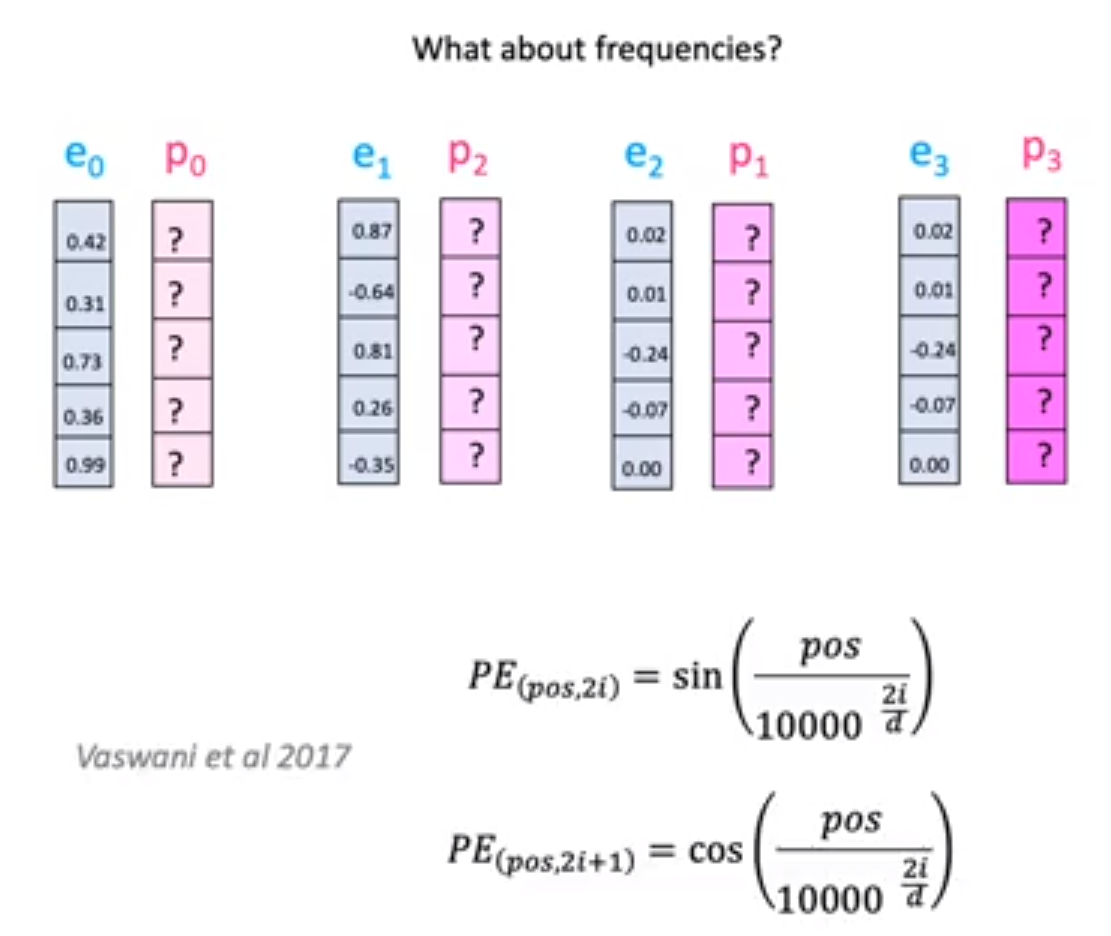 What about frequencies?
e₀ p₀ e₁ p₂ e₂ p₁ e₃ p₃
0.42 ? 0.87 ? 0.02 ? 0.02 ?
0.31 ? -0.64 ? 0.01 ? 0.01 ?
0.73 ? 0.81 ? -0.24 ? -0.24 ?
0.36 ? 0.26 ? -0.07 ? -0.07 ?
0.99 ? -0.35 ? 0.00 ? 0.00 ?
PE(pos,2i) = sin(pos / 10000^(2i/d))
Vaswani et al 2017
PE(pos,2i+1) = cos(pos / 10000^(2i/d))